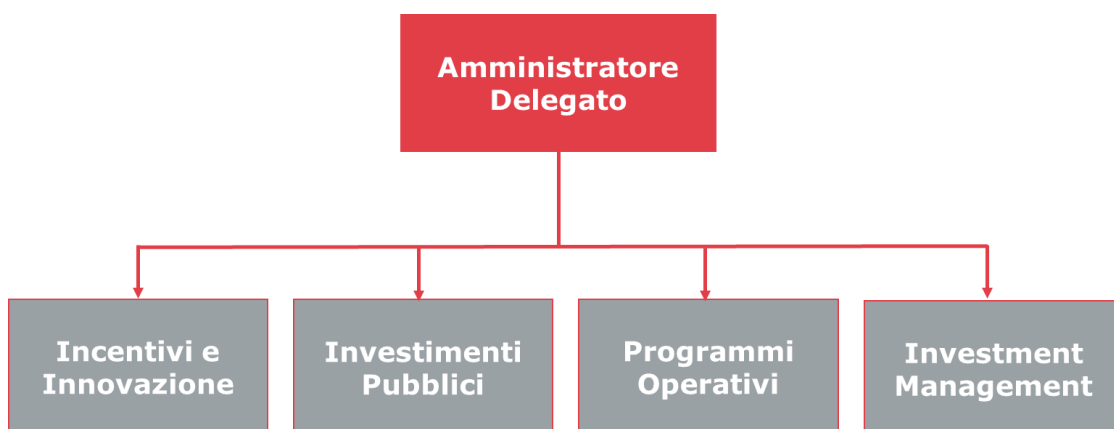 Amministratore
Delegato
Incentivi e
Innovazione
Investimenti
Pubblici
Programmi
Operativi
Investment
Management